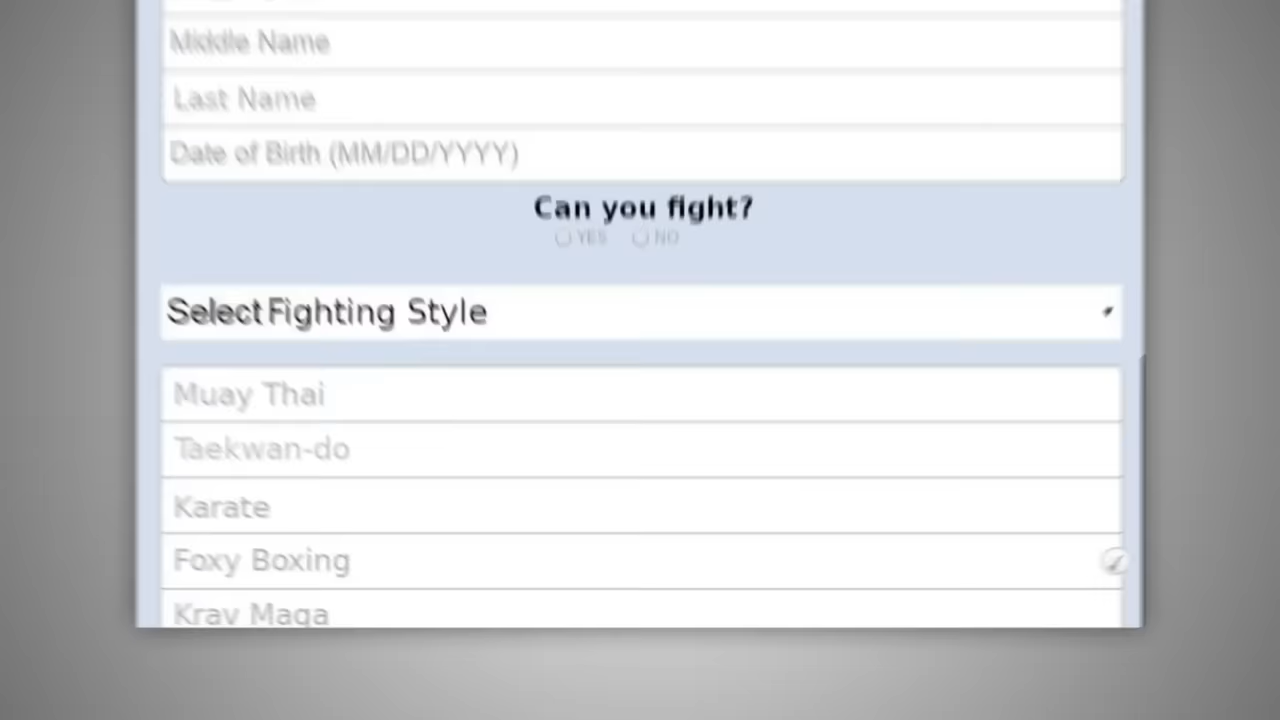 Middle Name
Last Name
Date of Birth (MM/DD/YYYY)
Can you fight?
YES NO
Select Fighting Style
Muay Thai
Taekwan-do
Karate
Foxy Boxing
Krav Maga